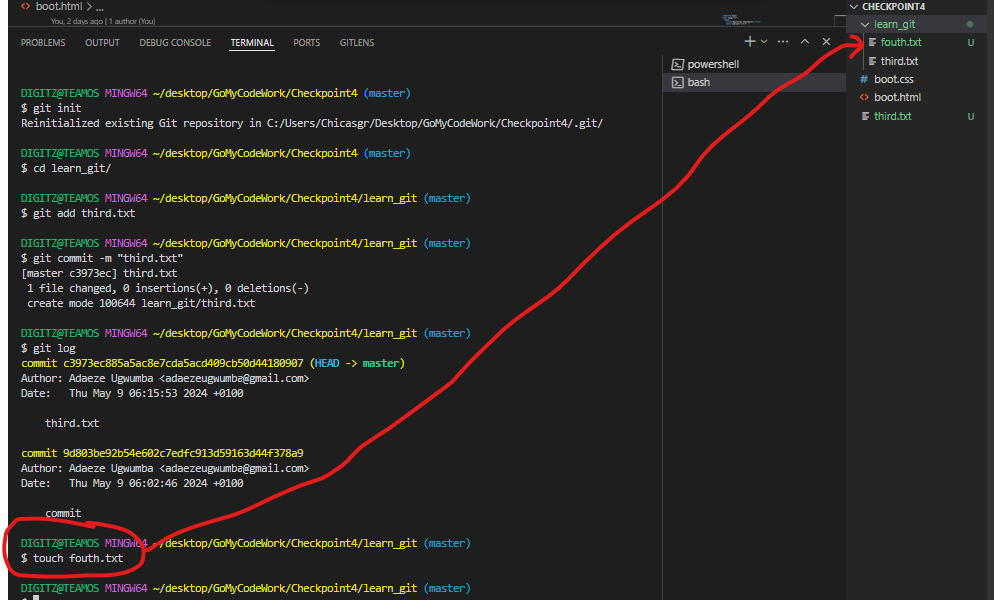 <> boot.html > ...
You, 2 days ago | 1 author (You)
PROBLEMS OUTPUT DEBUG CONSOLE TERMINAL PORTS GITLENS
DIGITZ@TEAMOS MINGW64 ~/desktop/GoMyCodeWork/Checkpoint4 (master)
$ git init
Reinitialized existing Git repository in C:/Users/Chicasgr/Desktop/GoMyCodeWork/Checkpoint4/.git/
DIGITZ@TEAMOS MINGW64 ~/desktop/GoMyCodeWork/Checkpoint4 (master)
$ cd learn_git/
DIGITZ@TEAMOS MINGW64 ~/desktop/GoMyCodeWork/Checkpoint4/learn_git (master)
$ git add third.txt
DIGITZ@TEAMOS MINGW64 ~/desktop/GoMyCodeWork/Checkpoint4/learn_git (master)
$ git commit -m "third.txt"
[master c3973ec] third.txt
1 file changed, 0 insertions(+), 0 deletions(-)
create mode 100644 learn_git/third.txt
DIGITZ@TEAMOS MINGW64 ~/desktop/GoMyCodeWork/Checkpoint4/learn_git (master)
$ git log
commit c3973ec885a5ac8e7cda5acd409cb50d44180907 (HEAD -> master)
Author: Adaeze Ugwumba <adaezeugwumba@gmail.com>
Date: Thu May 9 06:15:53 2024 +0100
third.txt
commit 9d803be92b54e602c7edfc913d59163d44f378a9
Author: Adaeze Ugwumba <adaezeugwumba@gmail.com>
Date: Thu May 9 06:02:46 2024 +0100
commit
DIGITZ@TEAMOS MINGW64 ~/desktop/GoMyCodeWork/Checkpoint4/learn_git (master)
$ touch fouth.txt
DIGITZ@TEAMOS MINGW64 ~/desktop/GoMyCodeWork/Checkpoint4/learn_git (master)
$
powershell
bash
CHECKPOINT4
learn_git
fouth.txt U
third.txt
# boot.css
<> boot.html
third.txt U